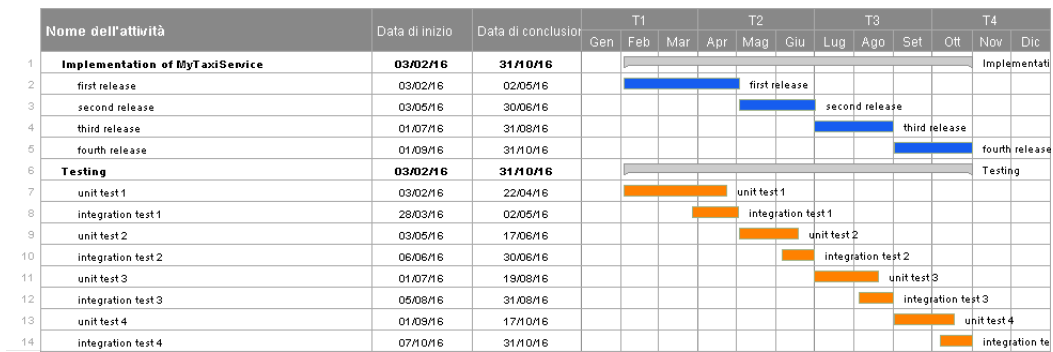 Nome dell'attività Data di inizio Data di conclusion T1 T2 T3 T4
Gen Feb Mar Apr Mag Giu Lug Ago Set Ott Nov Dic
1 Implementation of MyTaxiService 03/02/16 31/10/16 Implementati
2 first release 03/02/16 02/05/16 first release
3 second release 03/05/16 30/06/16 second release
4 third release 01/07/16 31/08/16 third release
5 fourth release 01/09/16 31/10/16 fourth release
6 Testing 03/02/16 31/10/16 Testing
7 unit test 1 03/02/16 22/04/16 unit test 1
8 integration test 1 28/03/16 02/05/16 integration test 1
9 unit test 2 03/05/16 17/06/16 unit test 2
10 integration test 2 06/06/16 30/06/16 integration test 2
11 unit test 3 01/07/16 19/08/16 unit test 3
12 integration test 3 05/08/16 31/08/16 integration test 3
13 unit test 4 01/09/16 17/10/16 unit test 4
14 integration test 4 07/10/16 31/10/16 integration te